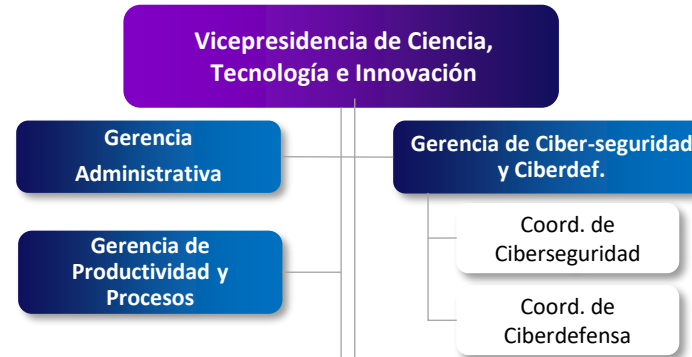 Vicepresidencia de Ciencia,
Tecnología e Innovación
Gerencia
Administrativa
Gerencia de Ciber-seguridad
y Ciberdef.
Coord. de
Ciberseguridad
Gerencia de
Productividad y
Procesos
Coord. de
Ciberdefensa